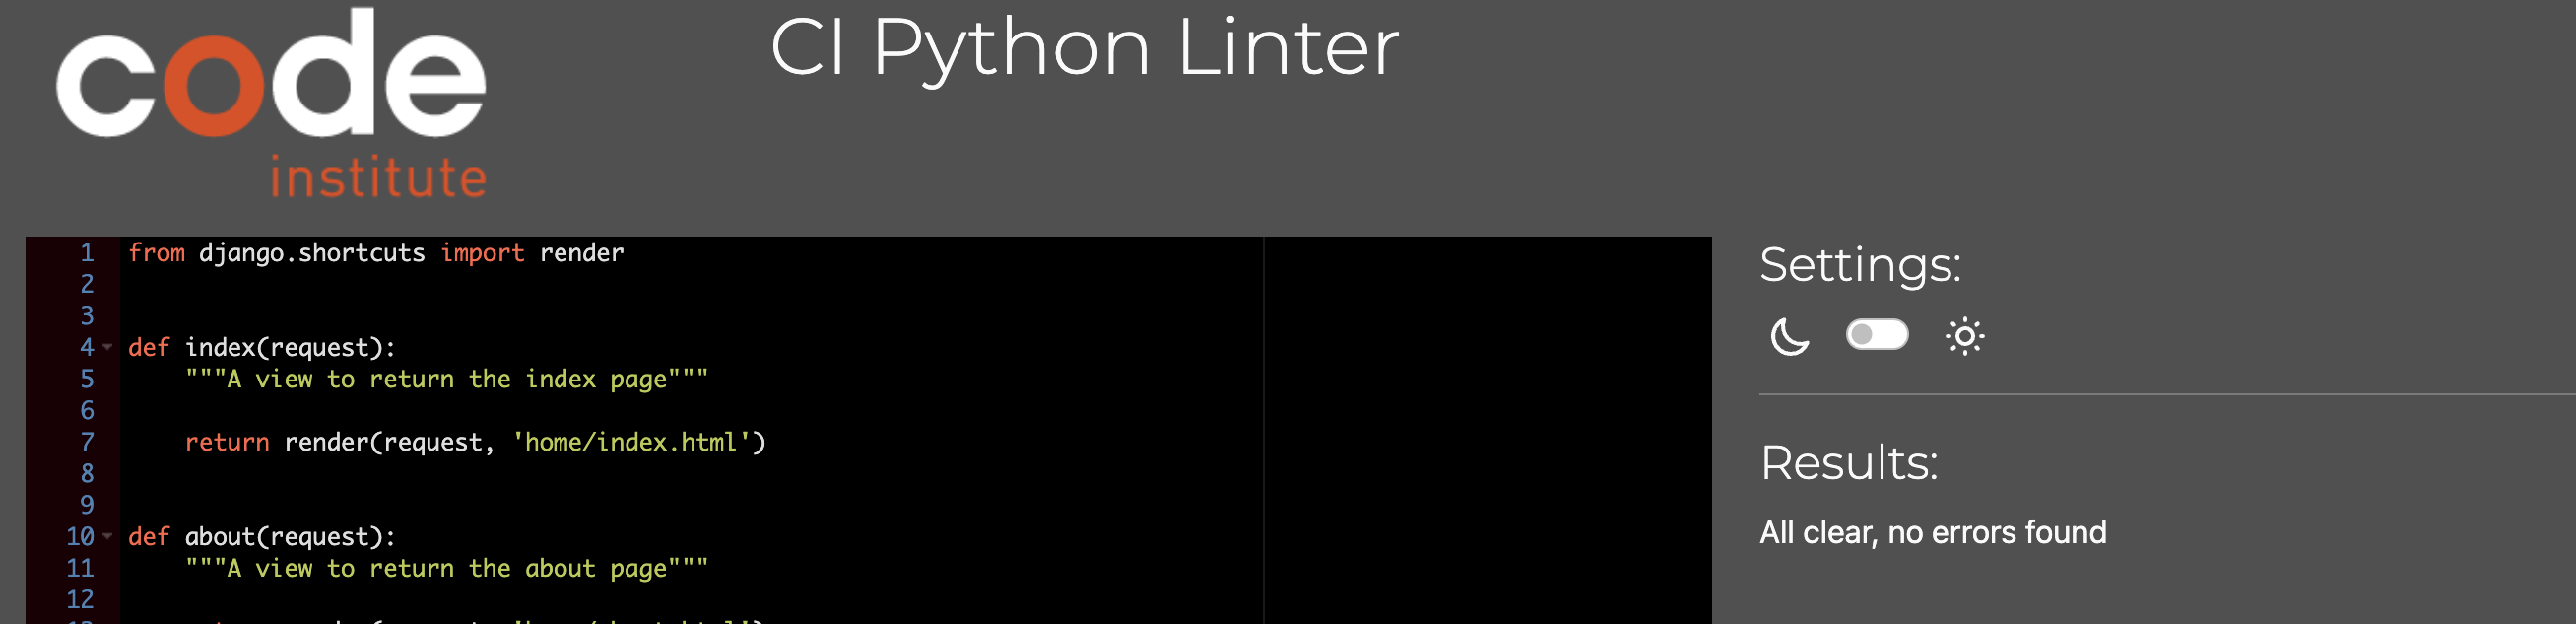 code
institute
CI Python Linter
1 from django.shortcuts import render
2
3
4 def index(request):
5     """A view to return the index page"""
6
7     return render(request, 'home/index.html')
8
9
10 def about(request):
11     """A view to return the about page"""
12
Settings:
Results:
All clear, no errors found